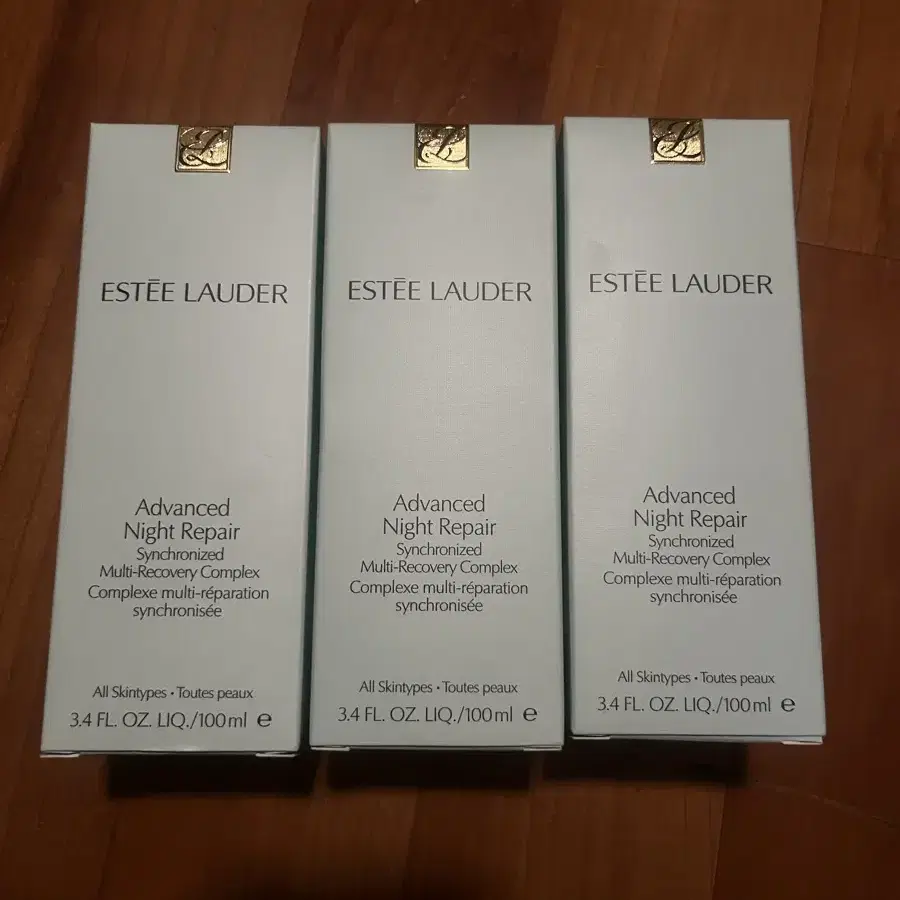 ESTĒE LAUDER
Advanced
Night Repair
Synchronized
Multi-Recovery Complex
Complexe multi-réparation
synchronisée
All Skintypes • Toutes peaux
3.4 FL. OZ. LIQ./100 ml ℮
ESTĒE LAUDER
Advanced
Night Repair
Synchronized
Multi-Recovery Complex
Complexe multi-réparation
synchronisée
All Skintypes • Toutes peaux
3.4 FL. OZ. LIQ./100 ml ℮
ESTĒE LAUDER
Advanced
Night Repair
Synchronized
Multi-Recovery Complex
Complexe multi-réparation
synchronisée
All Skintypes • Toutes peaux
3.4 FL. OZ. LIQ./100 ml ℮